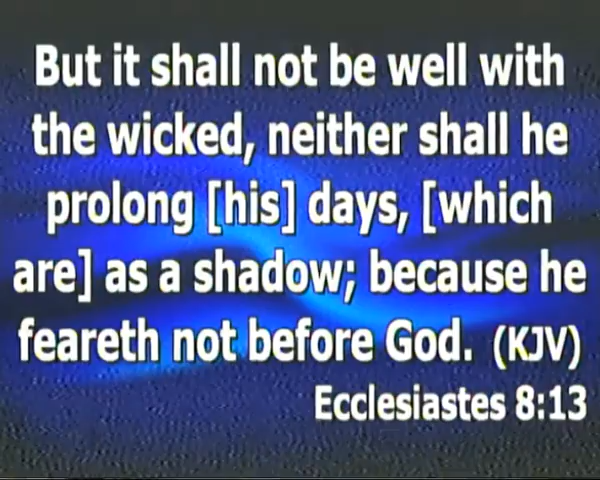 But it shall not be well with
the wicked, neither shall he
prolong [his] days, [which
are] as a shadow; because he
feareth not before God. (KJV)
Ecclesiastes 8:13